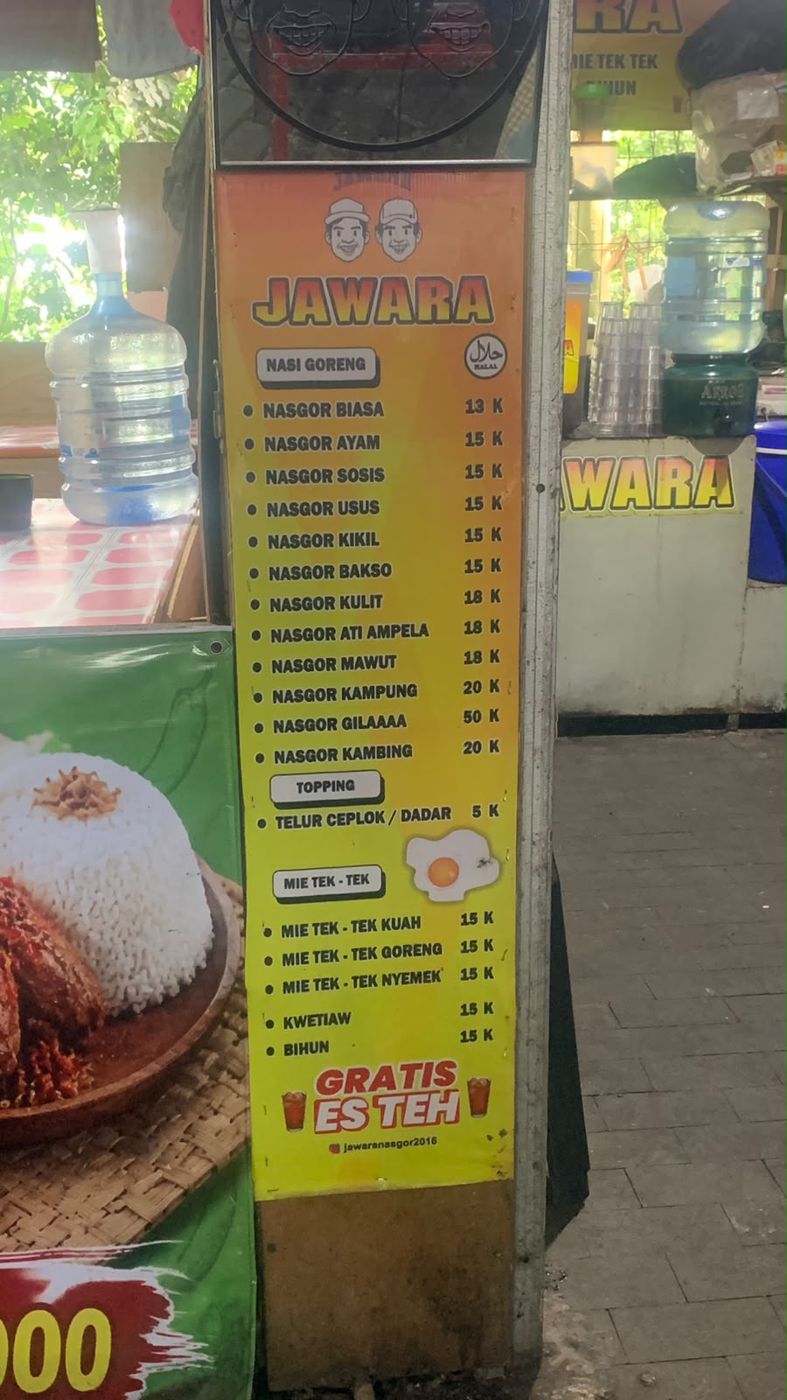 RA
MIE TEK TEK
BIHUN
JAWARA
NASI GORENG
حلال
HALAL
NASGOR BIASA 13 K
NASGOR AYAM 15 K
NASGOR SOSIS 15 K
NASGOR USUS 15 K
NASGOR KIKIL 15 K
NASGOR BAKSO 15 K
NASGOR KULIT 18 K
NASGOR ATI AMPELA 18 K
NASGOR MAWUT 18 K
NASGOR KAMPUNG 20 K
NASGOR GILAAAA 50 K
NASGOR KAMBING 20 K
TOPPING
TELUR CEPLOK / DADAR 5 K
MIE TEK - TEK
MIE TEK - TEK KUAH 15 K
MIE TEK - TEK GORENG 15 K
MIE TEK - TEK NYEMEK 15 K
KWETIAW 15 K
BIHUN 15 K
GRATIS
ES TEH
jawaranasgor2016
WARA
000